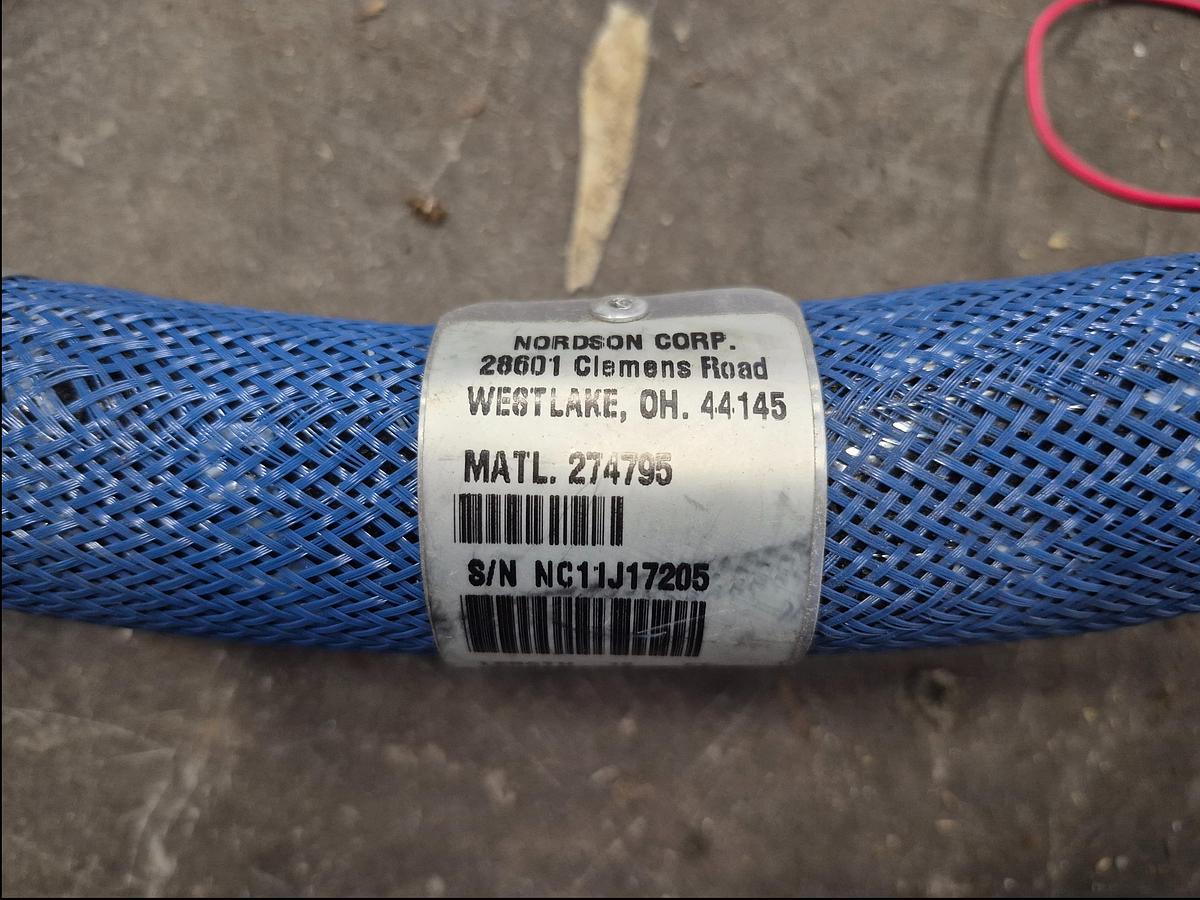 NORDSON CORP.
28601 Clemens Road
WESTLAKE, OH. 44145
MATL. 274795
S/N NC11J17205